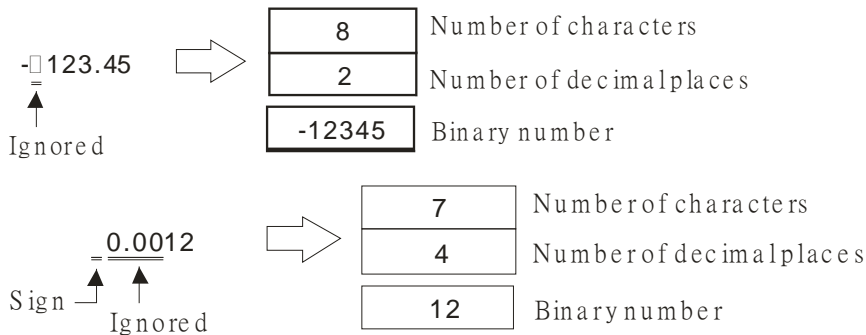 8 Number of characters
-□123.45
2 Number of decimal places
-12345 Binary number
Ignored
7 Number of characters
0.0012
4 Number of decimal places
Sign
12 Binary number
Ignored